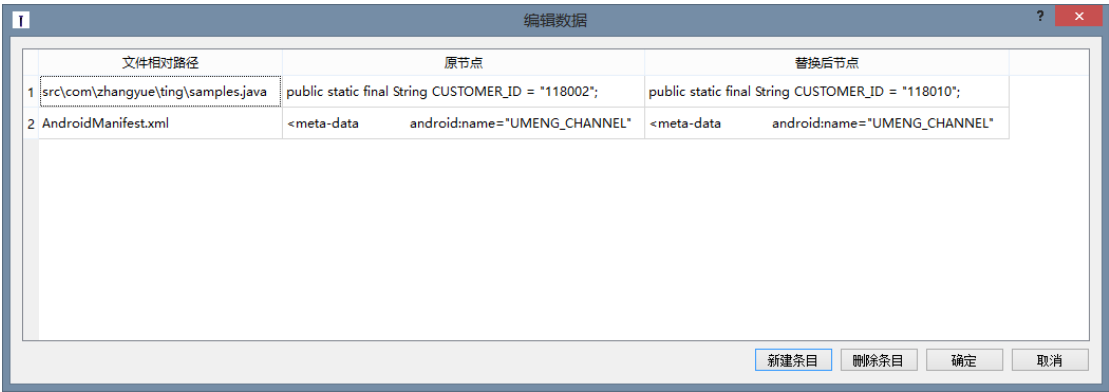 编辑数据
文件相对路径 原节点 替换后节点
1 src\com\zhangyue\ting\samples.java public static final String CUSTOMER_ID = "118002"; public static final String CUSTOMER_ID = "118010";
2 AndroidManifest.xml <meta-data android:name="UMENG_CHANNEL" <meta-data android:name="UMENG_CHANNEL"
新建条目 删除条目 确定 取消